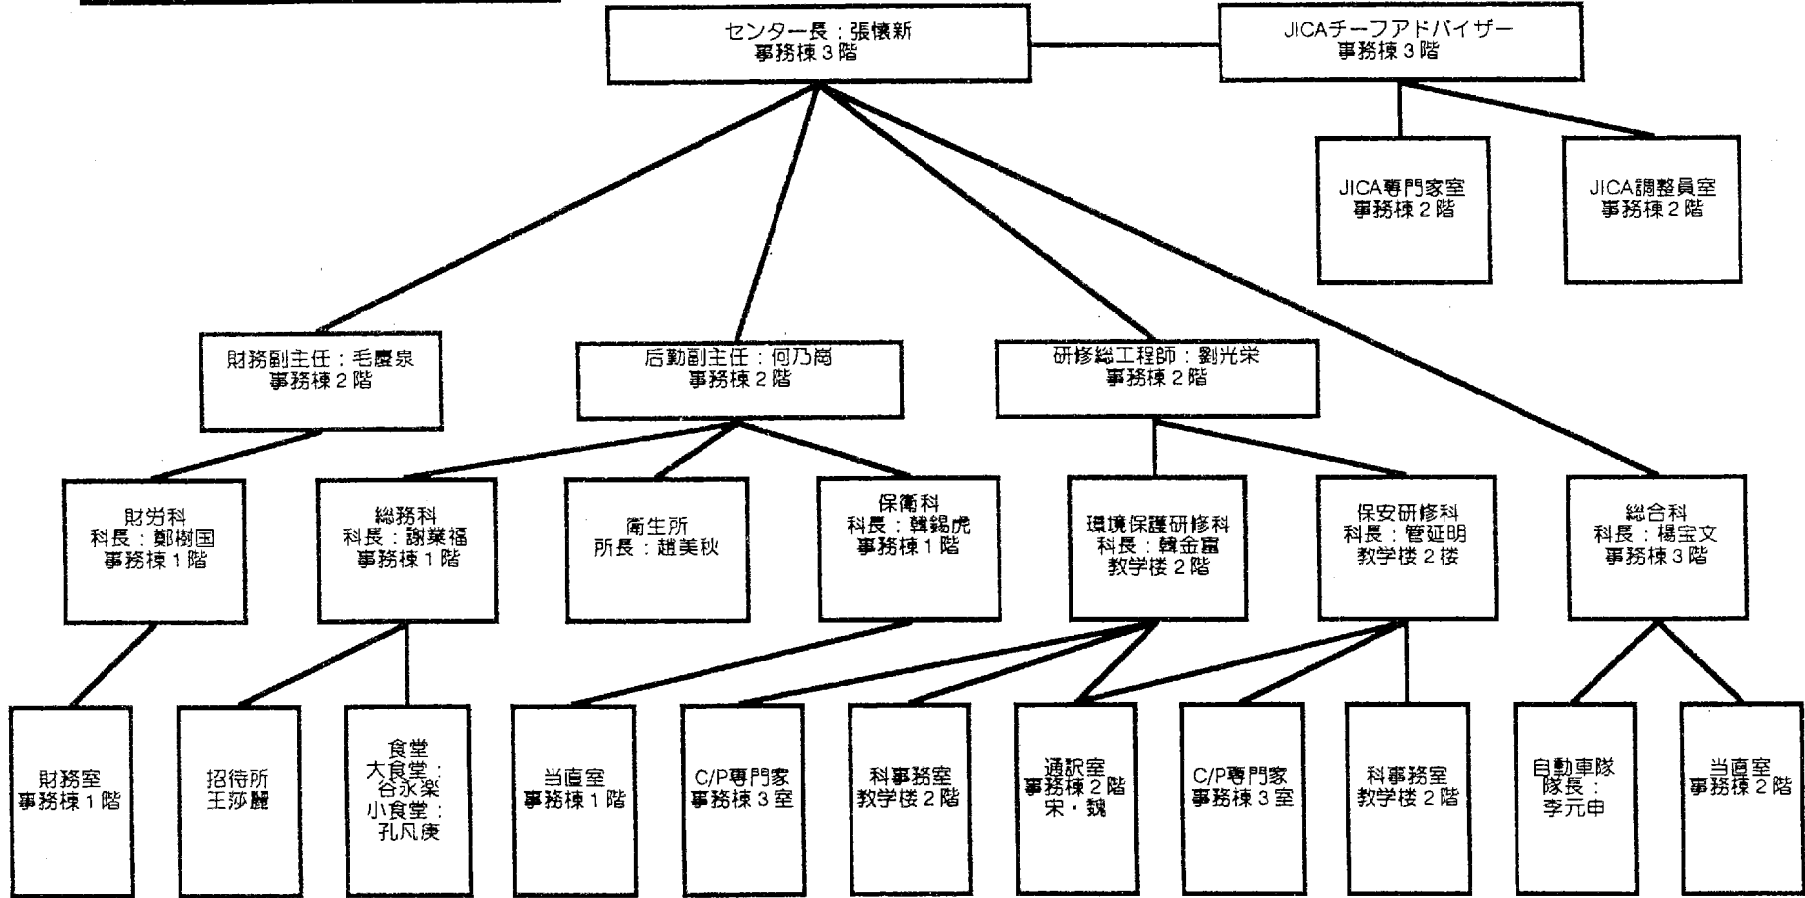 センター長：張懐新
事務棟３階
JICAチーフアドバイザー
事務棟３階
JICA専門家室
事務棟２階
JICA調整員室
事務棟２階
財務副主任：毛慶泉
事務棟２階
后勤副主任：何乃崗
事務棟２階
研修総工程師：劉光栄
事務棟２階
財労科
科長：鄭樹国
事務棟１階
総務科
科長：謝業福
事務棟１階
衛生所
所長：趙美秋
保衛科
科長：韓錫虎
事務棟１階
環境保護研修科
科長：韓金富
教学楼２階
保安研修科
科長：管延明
教学楼２楼
総合科
科長：楊宝文
事務棟３階
財務室
事務棟１階
招待所
王莎麗
食堂
大食堂：
谷永楽
小食堂：
孔凡庚
当直室
事務棟１階
C/P専門家
事務棟３室
科事務室
教学楼２階
通訳室
事務棟２階
宋・魏
C/P専門家
事務棟３室
科事務室
教学楼２階
自動車隊
隊長：
李元申
当直室
事務棟２階